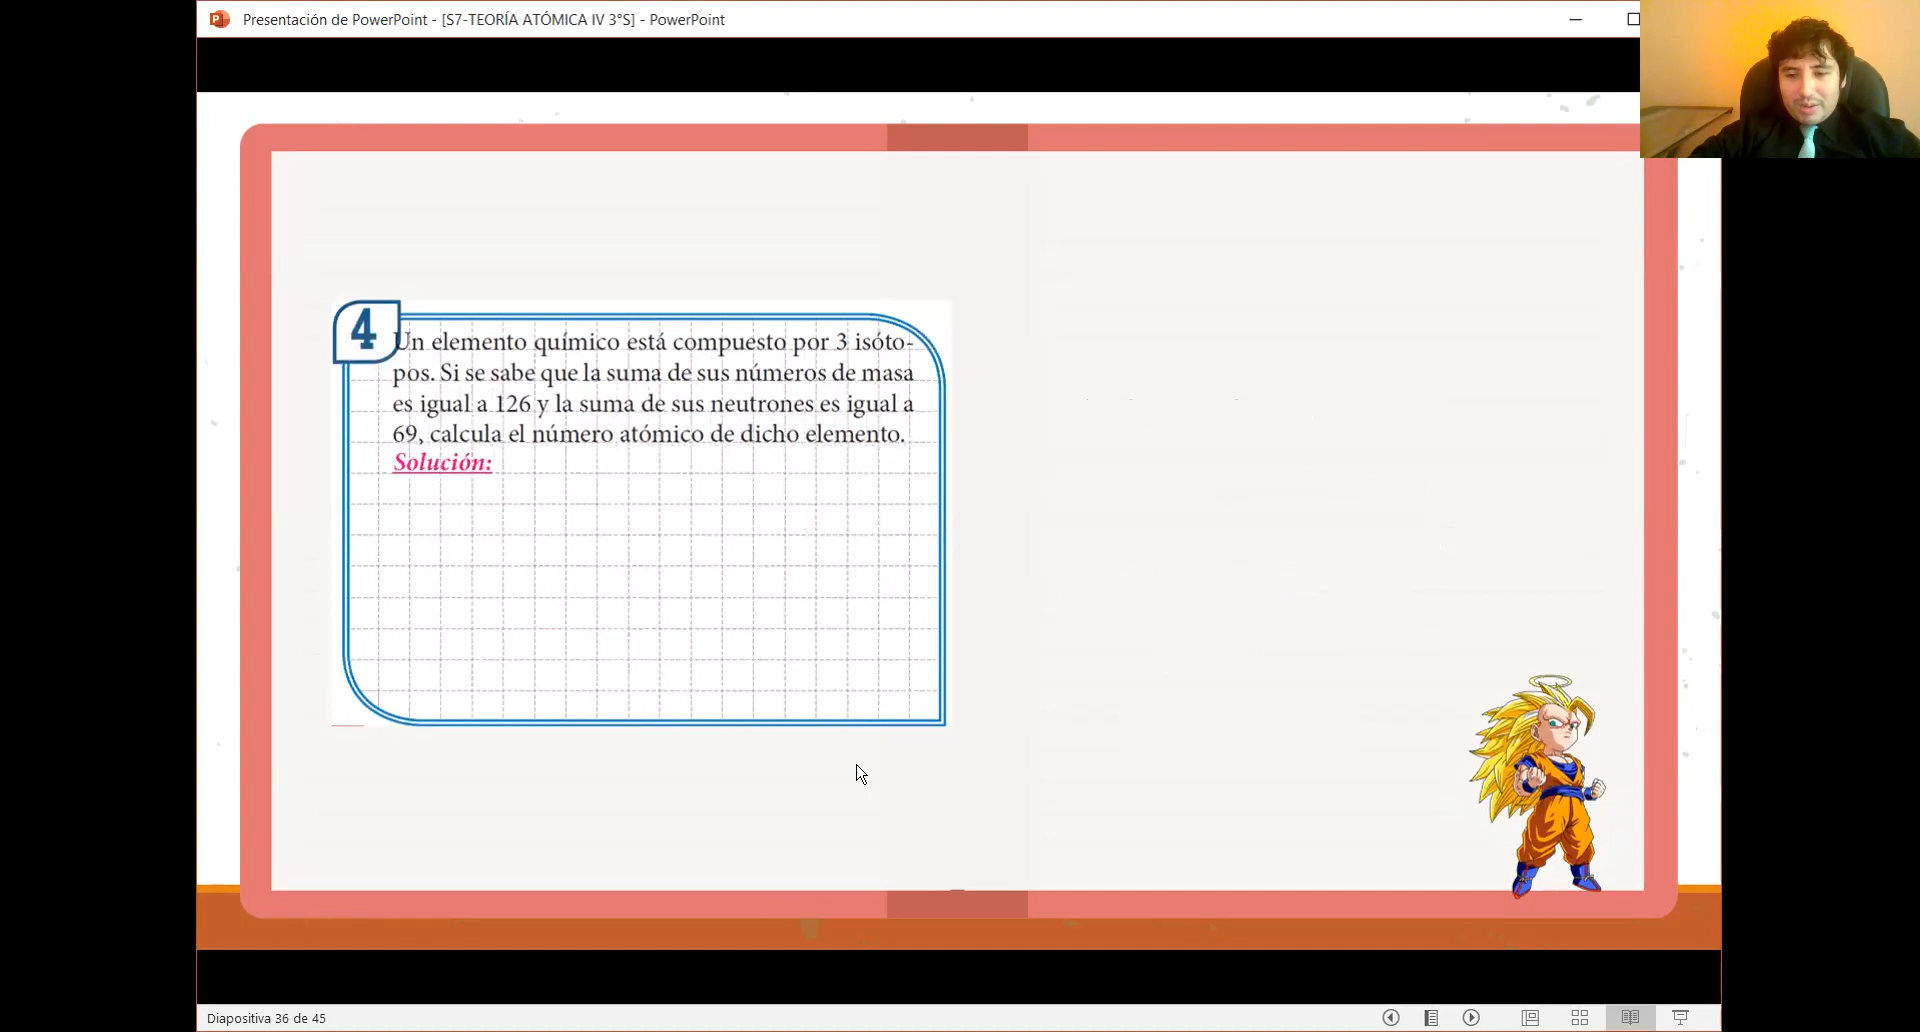 Presentación de PowerPoint - [S7-TEORÍA ATÓMICA IV 3°S] - PowerPoint
4
Un elemento químico está compuesto por 3 isóto-
pos. Si se sabe que la suma de sus números de masa
es igual a 126 y la suma de sus neutrones es igual a
69, calcula el número atómico de dicho elemento.
Solución:
Diapositiva 36 de 45